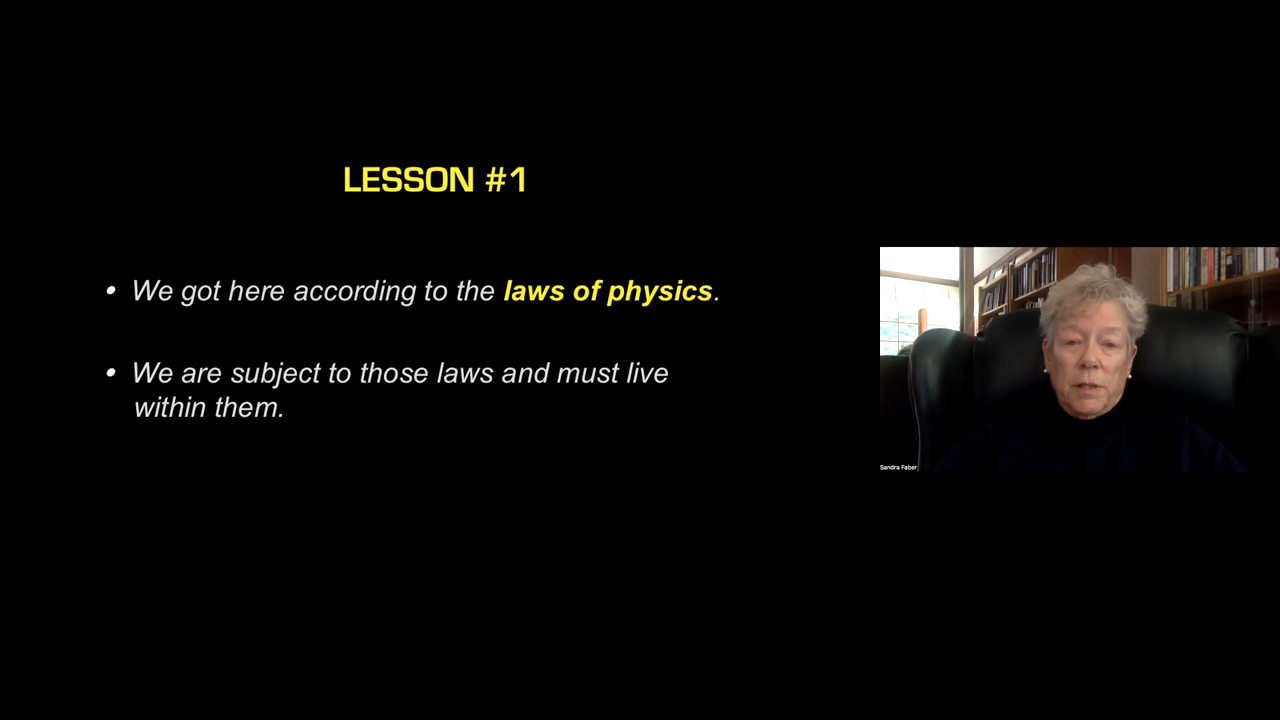 LESSON #1
• We got here according to the laws of physics.
• We are subject to those laws and must live
within them.
Sandra Faber